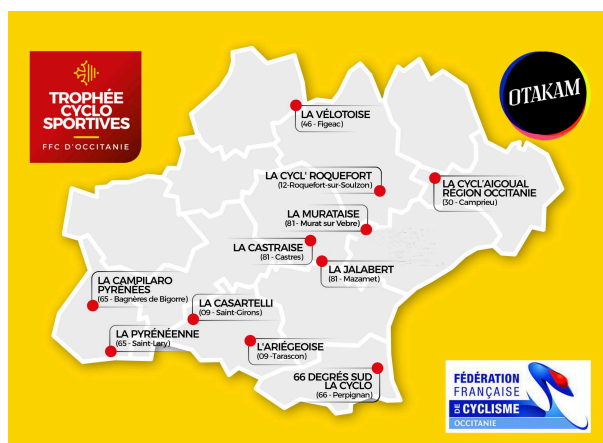 TROPHÉE
CYCLO
SPORTIVES
FFC D'OCCITANIE
OTAKAM
LA VÉLOTOISE
(46 - Figeac)
LA CYCL' ROQUEFORT
(12-Roquefort-sur-Soulzon)
LA CYCL'AIGOUAL
RÉGION OCCITANIE
(30 - Camprieu)
LA MURATAISE
(81 - Murat sur Vebre)
LA CASTRAISE
(81 - Castres)
LA JALABERT
(81 - Mazamet)
LA CAMPILARO
PYRÉNÉES
(65 - Bagnères de Bigorre)
LA CASARTELLI
(09 - Saint-Girons)
LA PYRÉNÉENNE
(65 - Saint-Lary)
L'ARIÉGEOISE
(09 -Tarascon)
66 DEGRÉS SUD
LA CYCLO
(66 - Perpignan)
FÉDÉRATION
FRANÇAISE
DE CYCLISME
OCCITANIE